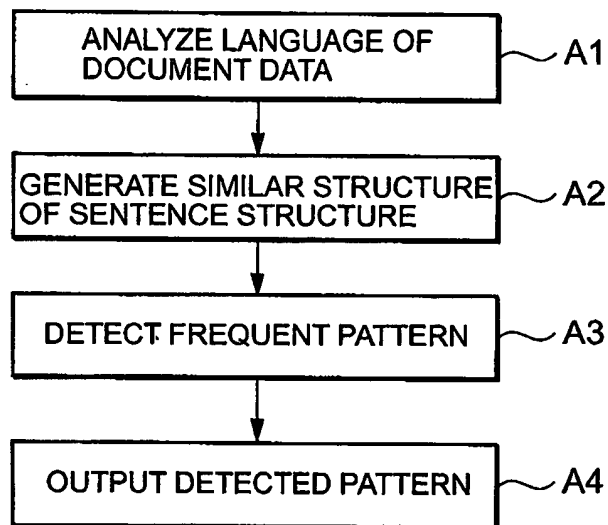 ANALYZE LANGUAGE OF
DOCUMENT DATA
A1
GENERATE SIMILAR STRUCTURE
OF SENTENCE STRUCTURE
A2
DETECT FREQUENT PATTERN
A3
OUTPUT DETECTED PATTERN
A4